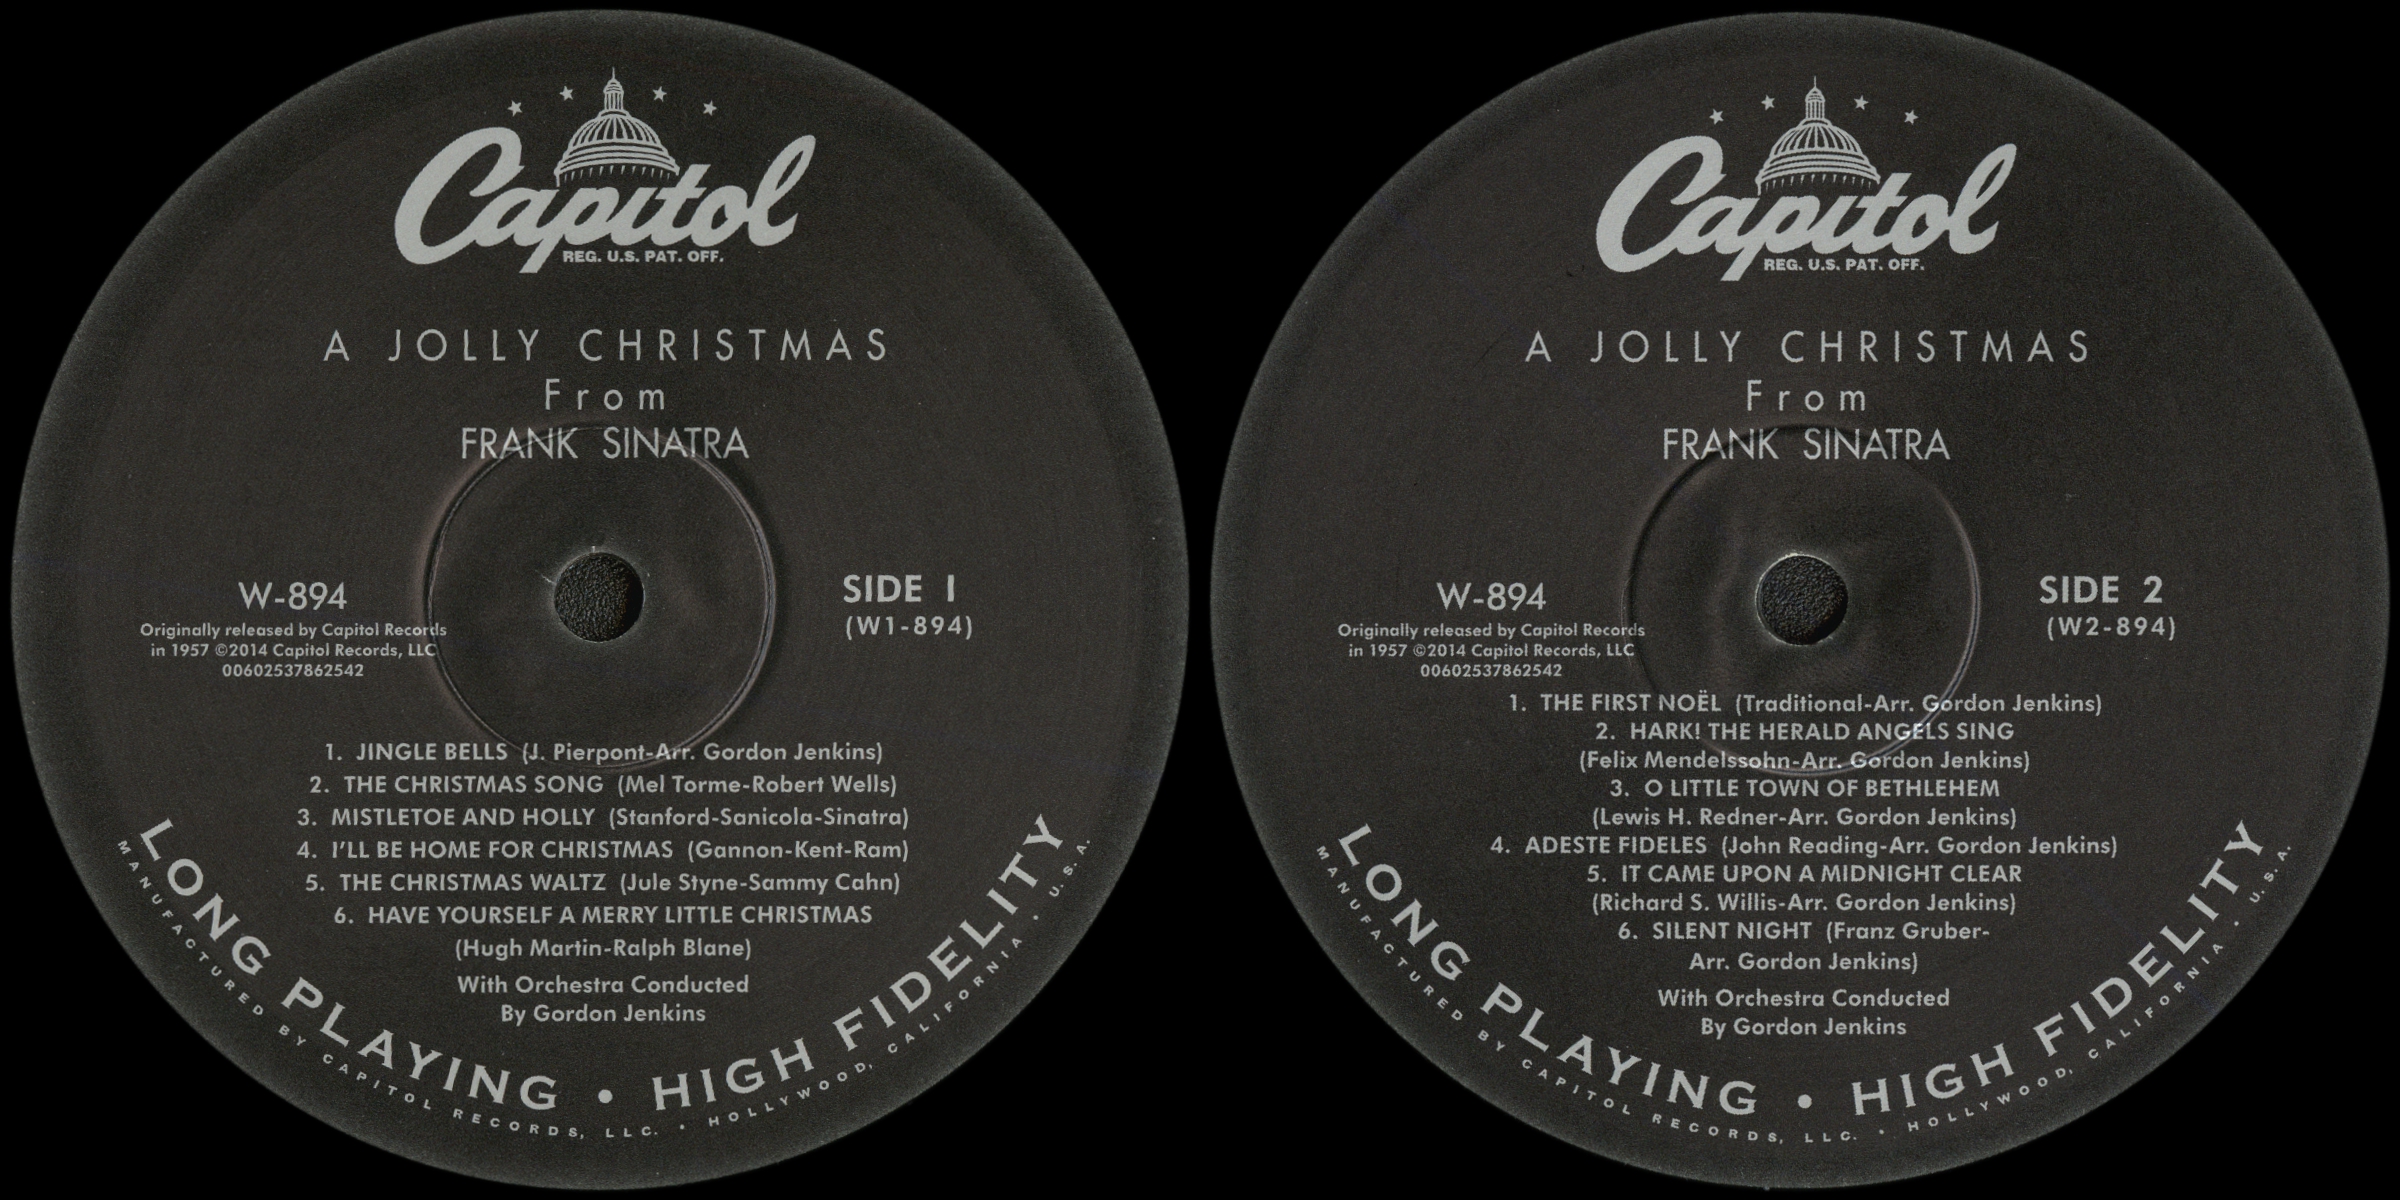 Capitol
REG. U.S. PAT. OFF.
A JOLLY CHRISTMAS
From
FRANK SINATRA
W-894
Originally released by Capitol Records
in 1957 ©2014 Capitol Records, LLC
00602537862542
SIDE 1
(W1-894)
1. JINGLE BELLS (J. Pierpont-Arr. Gordon Jenkins)
2. THE CHRISTMAS SONG (Mel Torme-Robert Wells)
3. MISTLETOE AND HOLLY (Stanford-Sanicola-Sinatra)
4. I'LL BE HOME FOR CHRISTMAS (Gannon-Kent-Ram)
5. THE CHRISTMAS WALTZ (Jule Styne-Sammy Cahn)
6. HAVE YOURSELF A MERRY LITTLE CHRISTMAS
(Hugh Martin-Ralph Blane)
With Orchestra Conducted
By Gordon Jenkins
LONG PLAYING • HIGH FIDELITY
MANUFACTURED BY CAPITOL RECORDS, LLC. • HOLLYWOOD, CALIFORNIA • U.S.A.
Capitol
REG. U.S. PAT. OFF.
A JOLLY CHRISTMAS
From
FRANK SINATRA
W-894
Originally released by Capitol Records
in 1957 ©2014 Capitol Records, LLC
00602537862542
SIDE 2
(W2-894)
1. THE FIRST NOËL (Traditional-Arr. Gordon Jenkins)
2. HARK! THE HERALD ANGELS SING
(Felix Mendelssohn-Arr. Gordon Jenkins)
3. O LITTLE TOWN OF BETHLEHEM
(Lewis H. Redner-Arr. Gordon Jenkins)
4. ADESTE FIDELES (John Reading-Arr. Gordon Jenkins)
5. IT CAME UPON A MIDNIGHT CLEAR
(Richard S. Willis-Arr. Gordon Jenkins)
6. SILENT NIGHT (Franz Gruber-
Arr. Gordon Jenkins)
With Orchestra Conducted
By Gordon Jenkins
LONG PLAYING • HIGH FIDELITY
MANUFACTURED BY CAPITOL RECORDS, LLC. • HOLLYWOOD, CALIFORNIA • U.S.A.